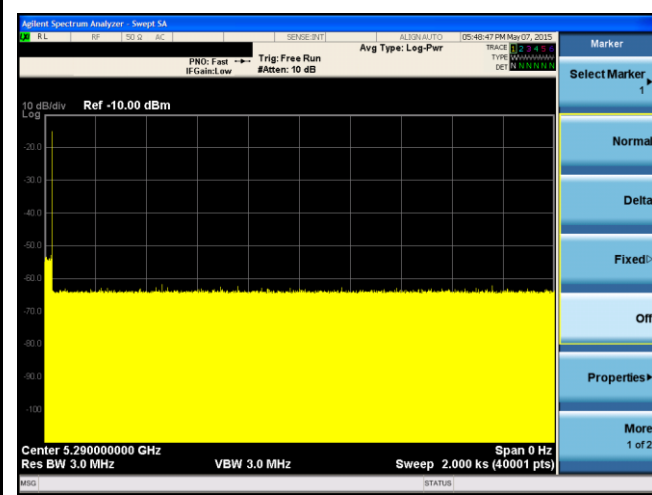 Agilent Spectrum Analyzer - Swept SA
RL RF 50 Ω AC SENSE:INT ALIGNAUTO 05:48:47 PM May 07, 2015
Marker
Avg Type: Log-Pwr
TRACE 1 2 3 4 5 6
PNO: Fast Trig: Free Run
TYPE WWWWWW
IFGain:Low #Atten: 10 dB
DET N N N N N N
Select Marker
1
10 dB/div Ref -10.00 dBm
Log
Normal
-20.0
-30.0
Delta
-40.0
-50.0
Fixed
-60.0
-70.0
Off
-80.0
-90.0
Properties
-100
More
1 of 2
Center 5.290000000 GHz Span 0 Hz
Res BW 3.0 MHz VBW 3.0 MHz Sweep 2.000 ks (40001 pts)
MSG STATUS